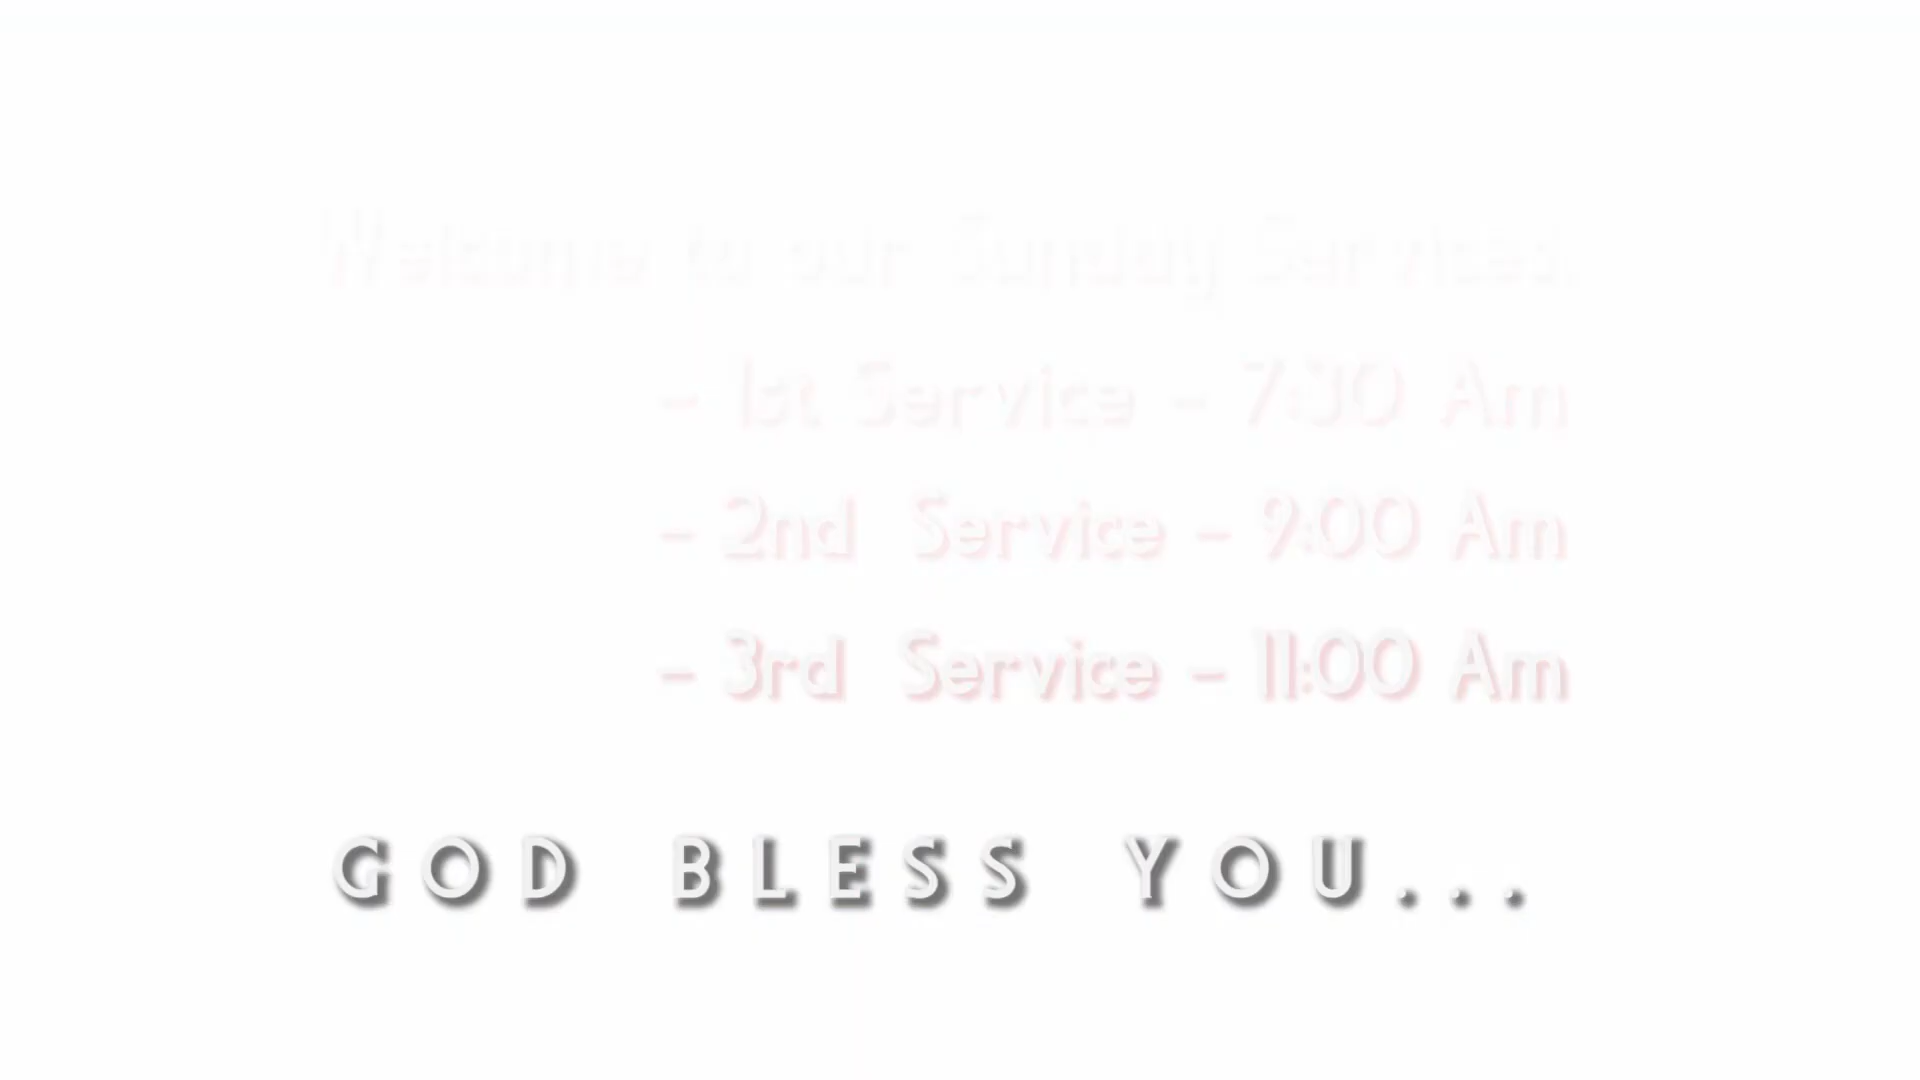 Welcome to our Sunday Services.
- 1st Service - 7:30 Am
- 2nd Service - 9:00 Am
- 3rd Service - 11:00 Am
GOD BLESS YOU...